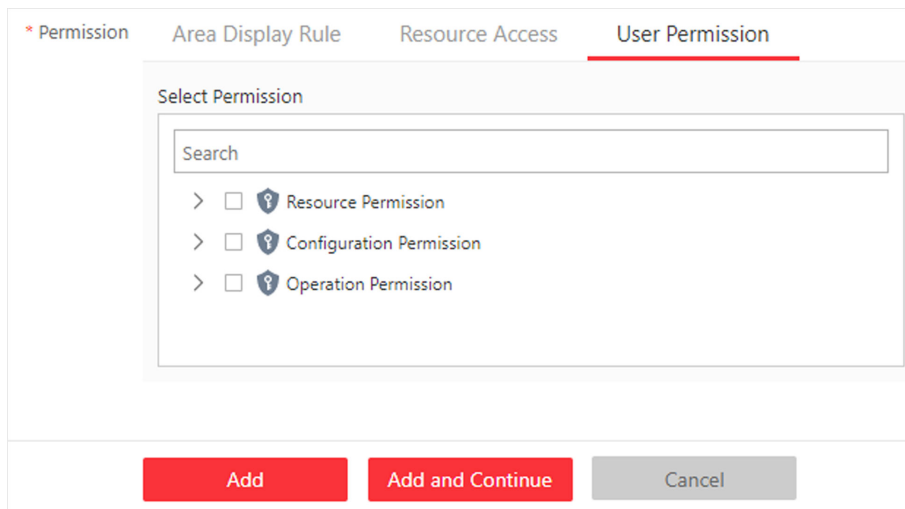 * Permission Area Display Rule Resource Access User Permission
Select Permission
Search
Resource Permission
Configuration Permission
Operation Permission
Add Add and Continue Cancel